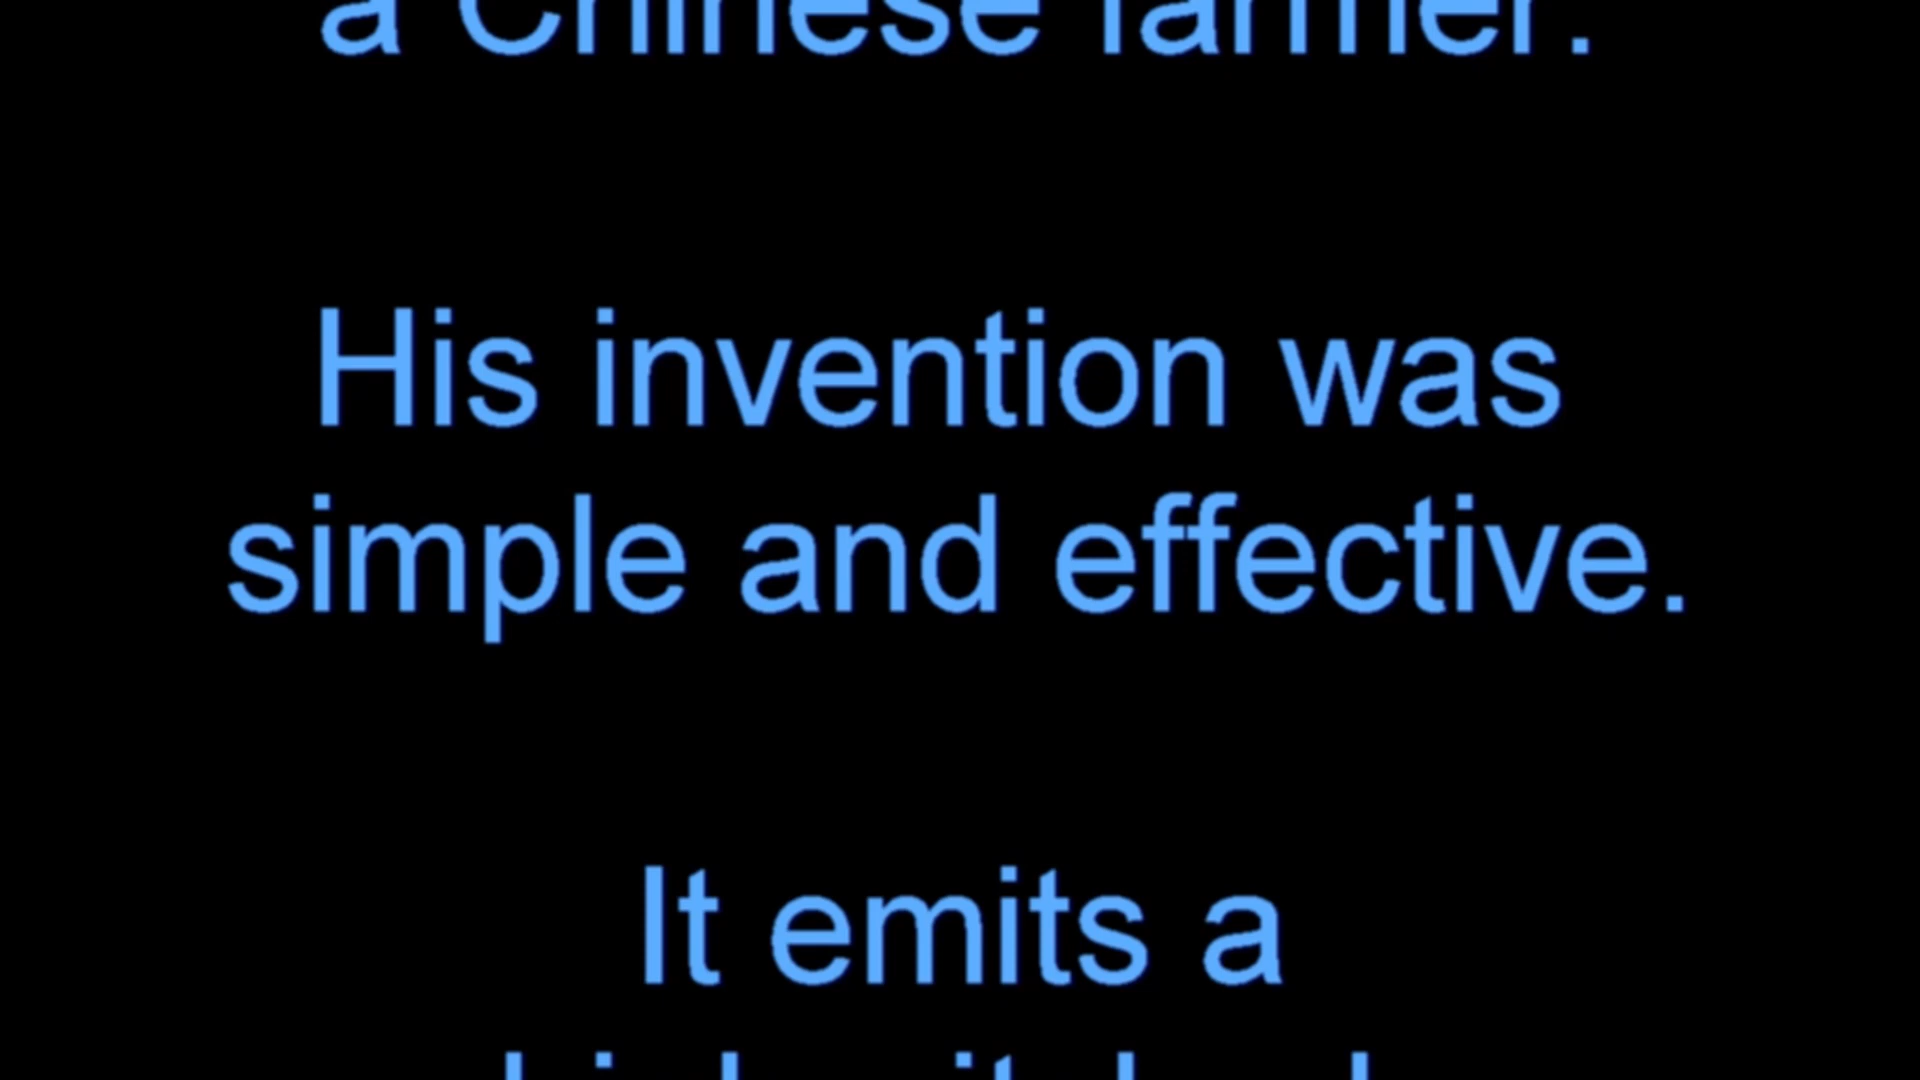 a Chinese farmer.
His invention was
simple and effective.
It emits a